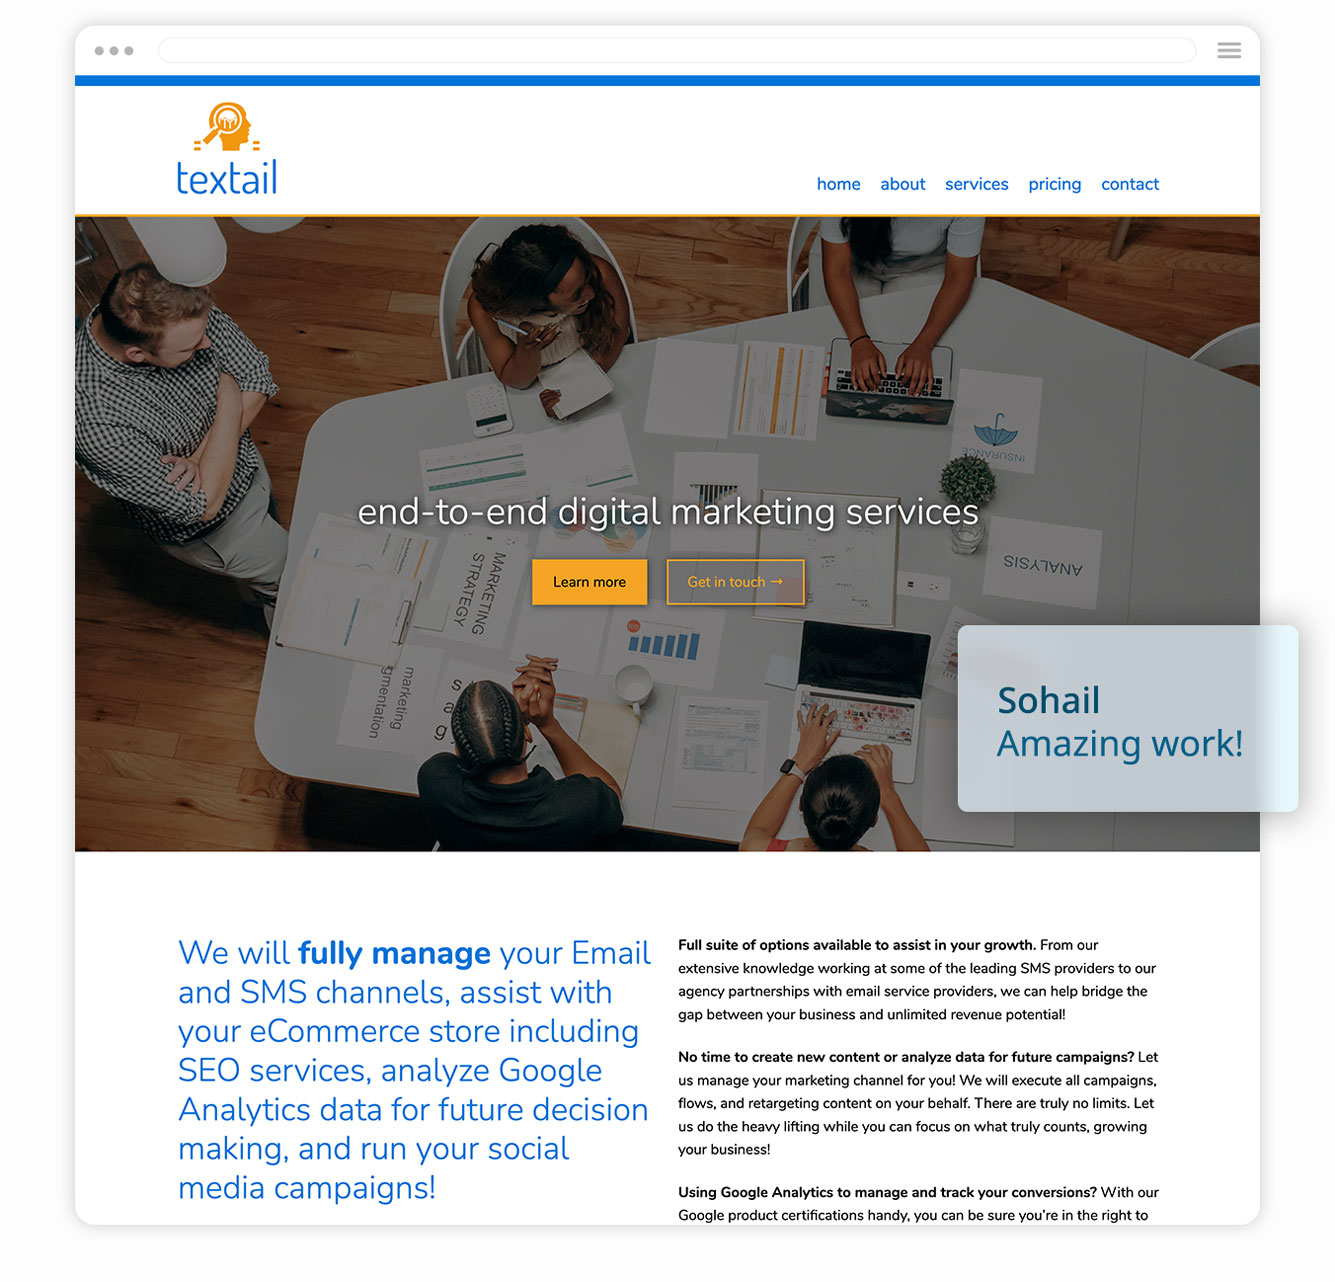 textail
home about services pricing contact
INSURANCE
end-to-end digital marketing services
ANALYSIS
MARKETING
STRATEGY
Learn more
Get in touch →
marketing
gmentation
Sohail
Amazing work!
We will fully manage your Email
and SMS channels, assist with
your eCommerce store including
SEO services, analyze Google
Analytics data for future decision
making, and run your social
media campaigns!
Full suite of options available to assist in your growth. From our
extensive knowledge working at some of the leading SMS providers to our
agency partnerships with email service providers, we can help bridge the
gap between your business and unlimited revenue potential!
No time to create new content or analyze data for future campaigns? Let
us manage your marketing channel for you! We will execute all campaigns,
flows, and retargeting content on your behalf. There are truly no limits. Let
us do the heavy lifting while you can focus on what truly counts, growing
your business!
Using Google Analytics to manage and track your conversions? With our
Google product certifications handy, you can be sure you're in the right to